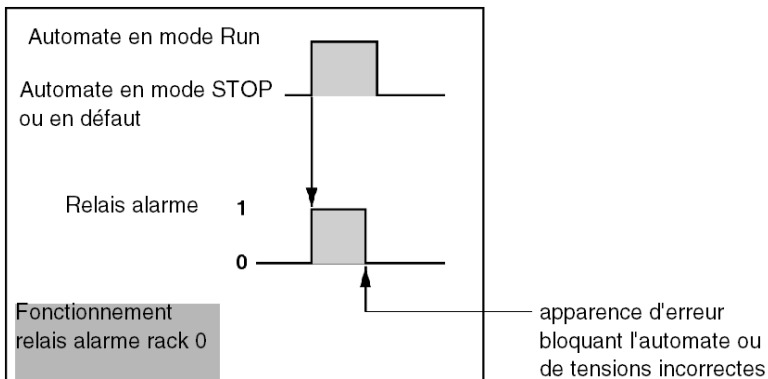 Automate en mode Run
Automate en mode STOP
ou en défaut
Relais alarme 1
0
Fonctionnement
relais alarme rack 0
apparence d'erreur
bloquant l'automate ou
de tensions incorrectes